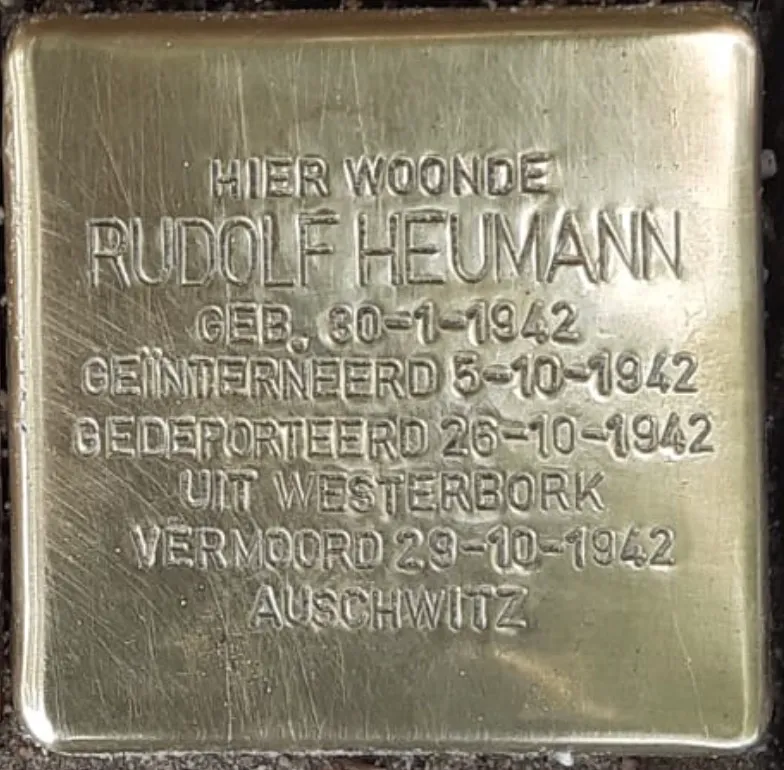 HIER WOONDE
RUDOLF HEUMANN
GEB. 30-1-1942
GEÏNTERNEERD 5-10-1942
GEDEPORTEERD 26-10-1942
UIT WESTERBORK
VERMOORD 29-10-1942
AUSCHWITZ